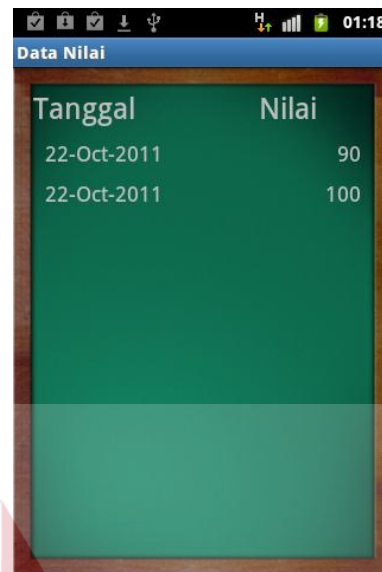 H 01:18
Data Nilai
Tanggal Nilai
22-Oct-2011 90
22-Oct-2011 100